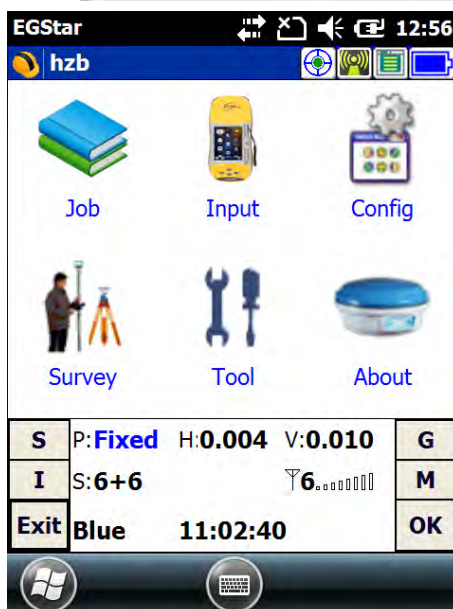 EGStar 12:56
hzb
Job Input Config
Survey Tool About
S P:Fixed H:0.004 V:0.010 G
I S:6+6 6 M
Exit Blue 11:02:40 OK